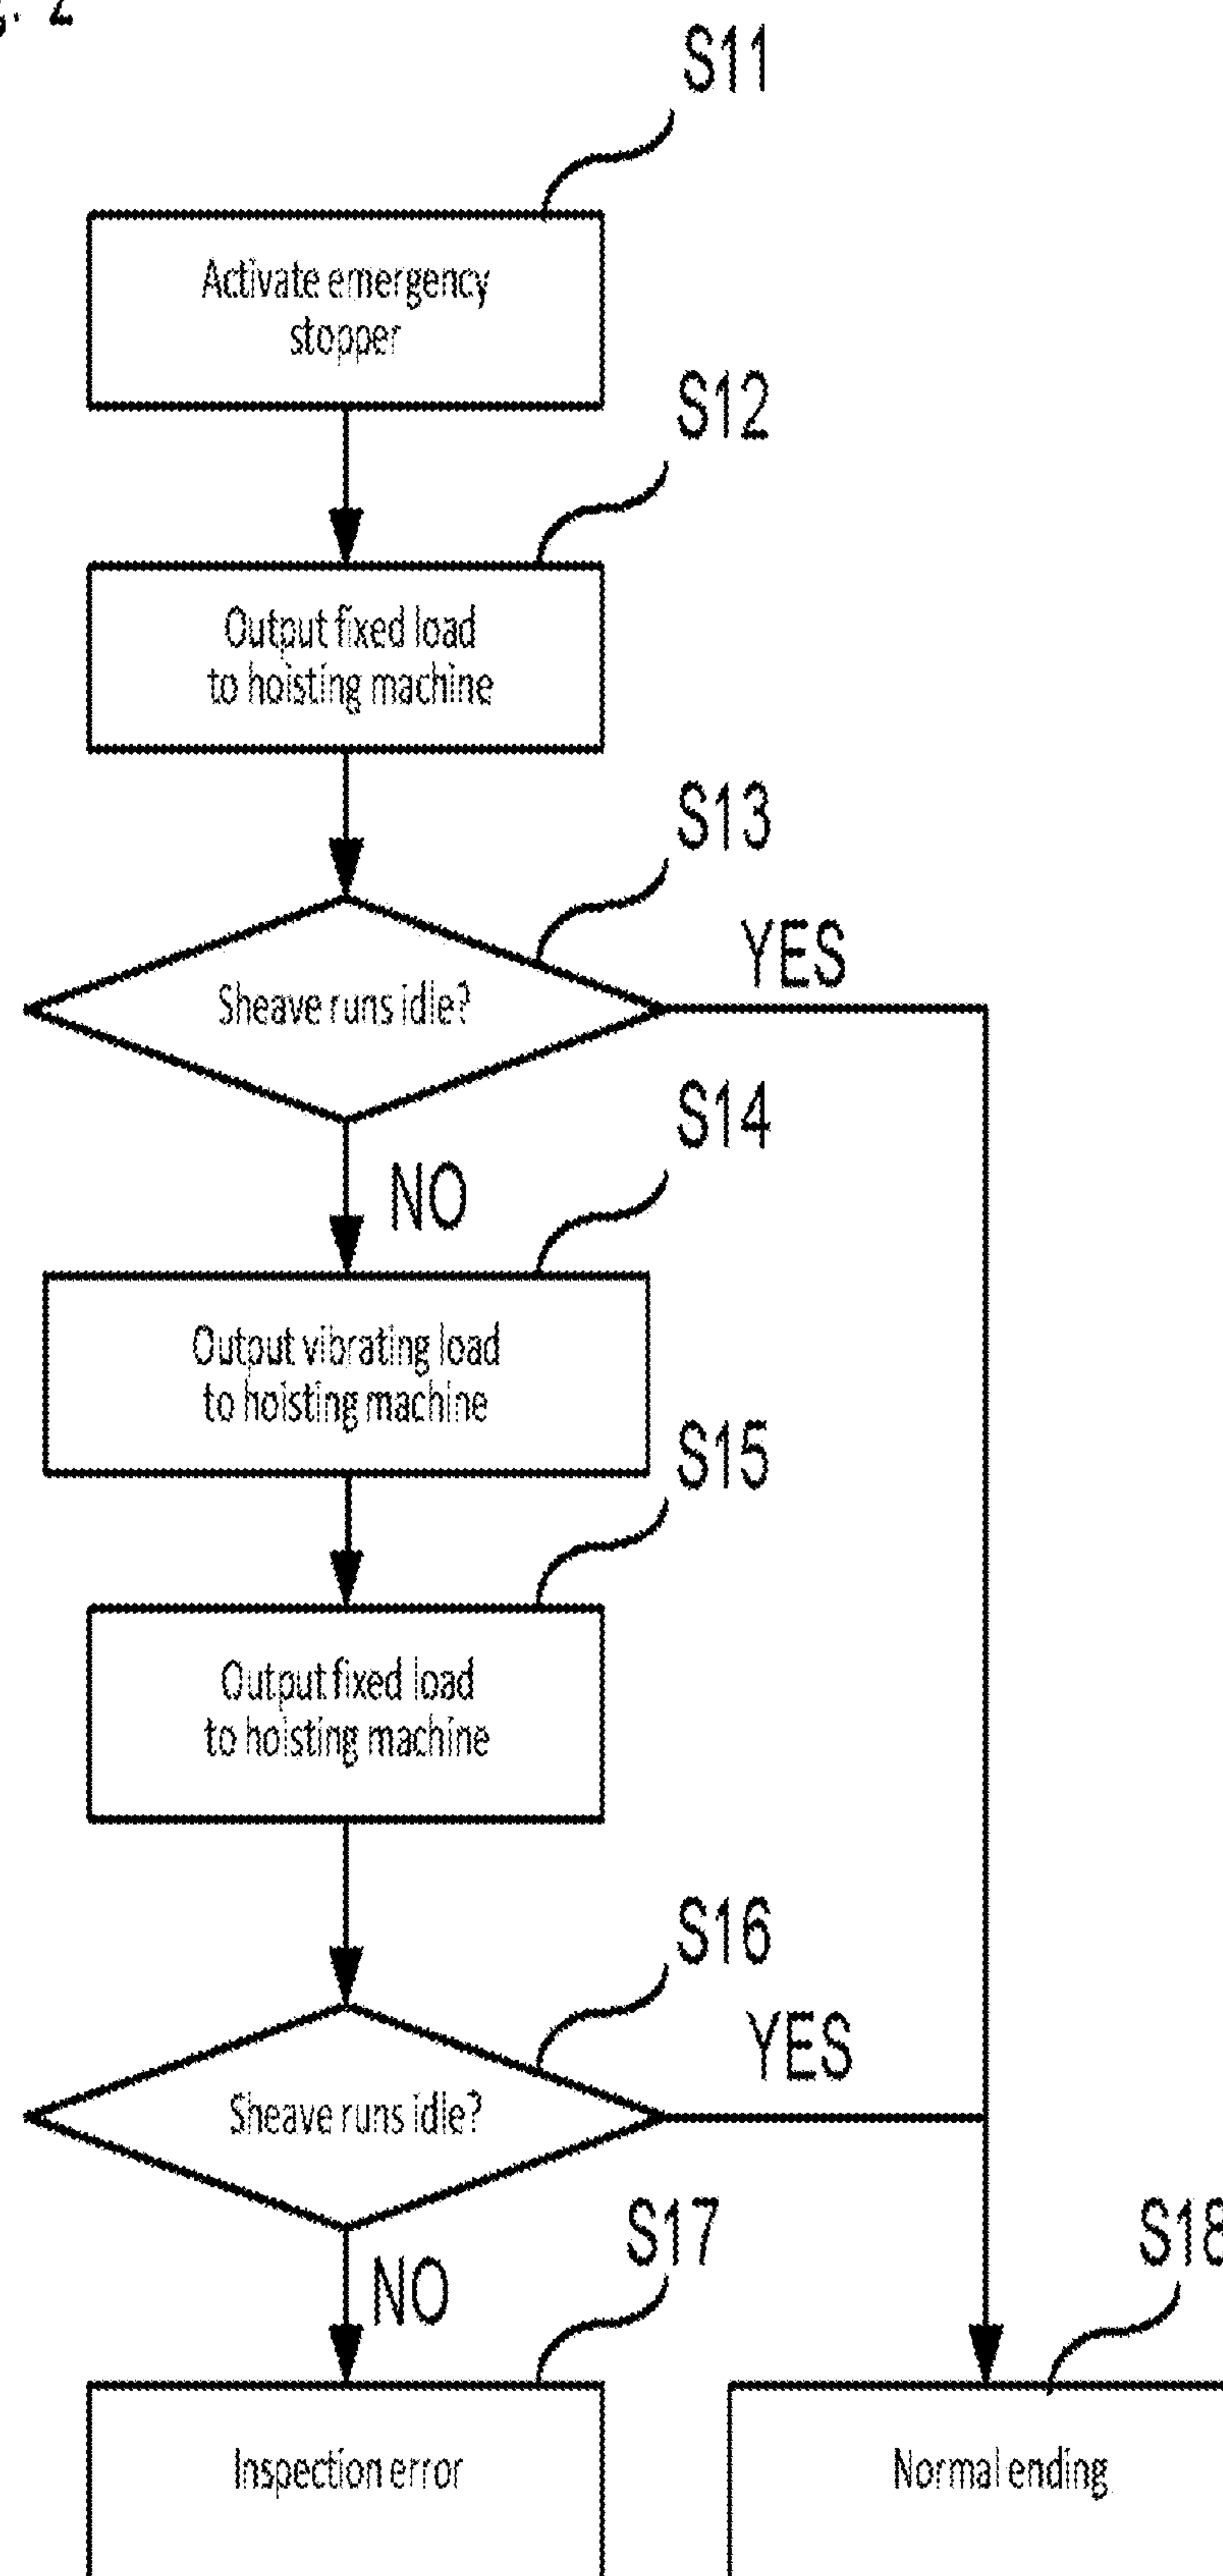 . 2
S11
Activate emergency
stopper
S12
Output fixed load
to hoisting machine
S13
Sheave runs idle?
YES
NO
S14
Output vibrating load
to hoisting machine
S15
Output fixed load
to hoisting machine
S16
Sheave runs idle?
YES
NO
S17
Inspection error
S18
Normal ending